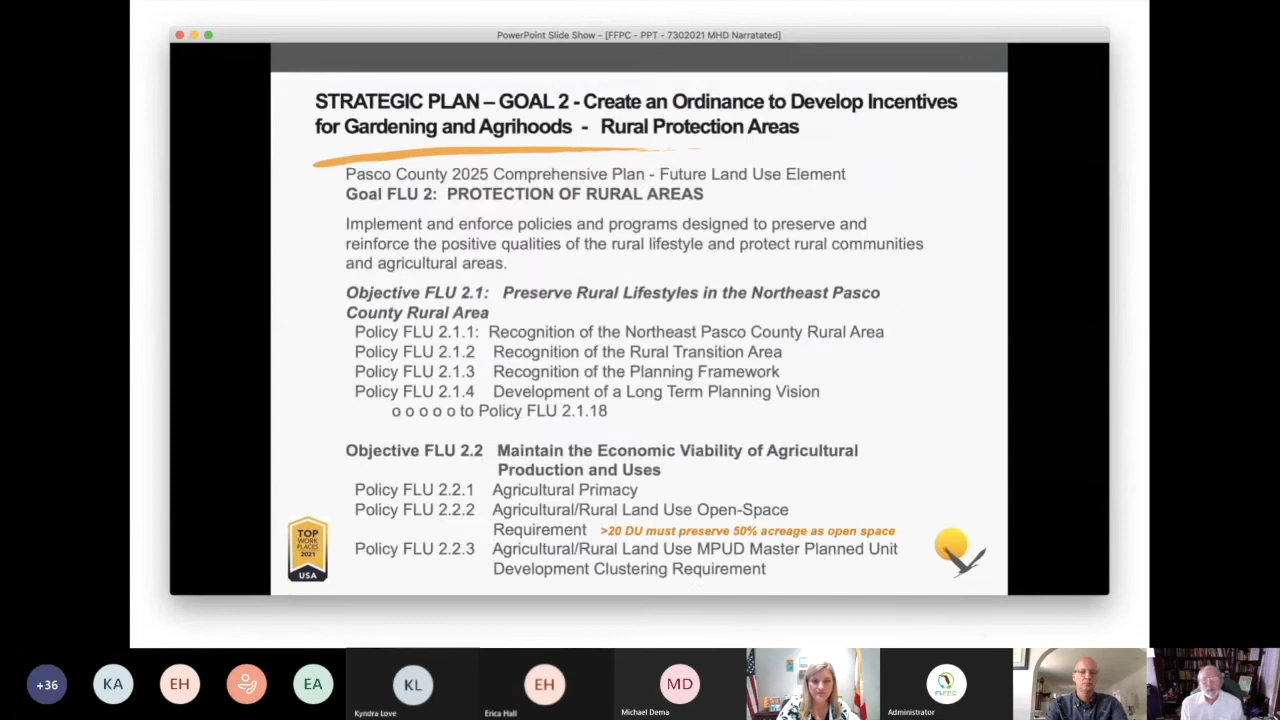 PowerPoint Slide Show - [FFPC - PPT - 7302021 MHD Narratated]
STRATEGIC PLAN – GOAL 2 - Create an Ordinance to Develop Incentives
for Gardening and Agrihoods - Rural Protection Areas
Pasco County 2025 Comprehensive Plan - Future Land Use Element
Goal FLU 2: PROTECTION OF RURAL AREAS
Implement and enforce policies and programs designed to preserve and
reinforce the positive qualities of the rural lifestyle and protect rural communities
and agricultural areas.
Objective FLU 2.1: Preserve Rural Lifestyles in the Northeast Pasco
County Rural Area
Policy FLU 2.1.1: Recognition of the Northeast Pasco County Rural Area
Policy FLU 2.1.2 Recognition of the Rural Transition Area
Policy FLU 2.1.3 Recognition of the Planning Framework
Policy FLU 2.1.4 Development of a Long Term Planning Vision
o o o o o to Policy FLU 2.1.18
Objective FLU 2.2 Maintain the Economic Viability of Agricultural
Production and Uses
Policy FLU 2.2.1 Agricultural Primacy
Policy FLU 2.2.2 Agricultural/Rural Land Use Open-Space
Requirement >20 DU must preserve 50% acreage as open space
Policy FLU 2.2.3 Agricultural/Rural Land Use MPUD Master Planned Unit
Development Clustering Requirement
TOP
WORK
PLACES
2021
USA
+36
KA
EH
EA
KL
Kyndra Love
EH
Erica Hall
MD
Michael Dema
Administrator